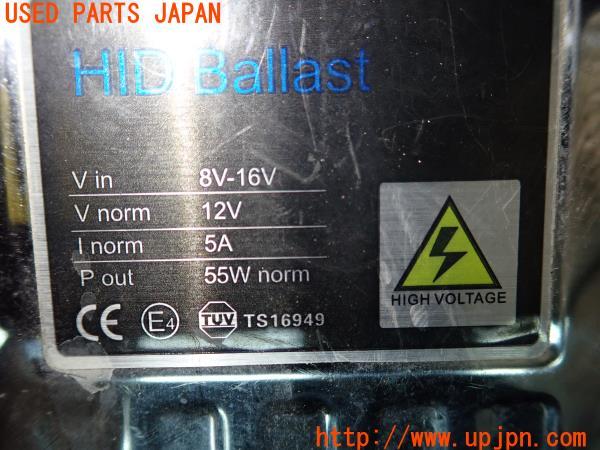 USED PARTS JAPAN
HID Ballast
V in 8V-16V
V norm 12V
I norm 5A
P out 55W norm
CE E4 TUV TS16949
HIGH VOLTAGE
http://www.upjpn.com